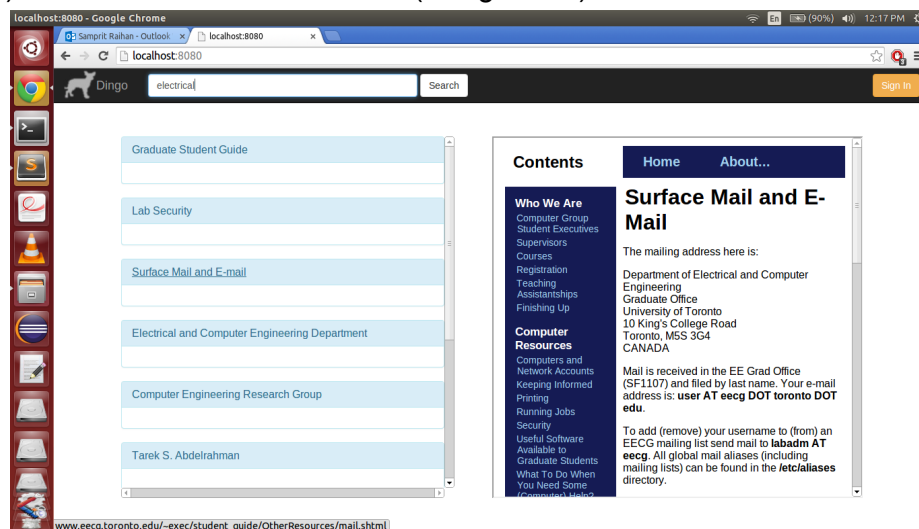 localhost:8080 - Google Chrome
En (90%) 12:17 PM
Samprit Raihan - Outlook × localhost:8080 ×
localhost:8080
Dingo electrical Search Sign In
Graduate Student Guide
Lab Security
Surface Mail and E-mail
Electrical and Computer Engineering Department
Computer Engineering Research Group
Tarek S. Abdelrahman
Contents
Who We Are
Computer Group
Student Executives
Supervisors
Courses
Registration
Teaching
Assistantships
Finishing Up
Computer
Resources
Computers and
Network Accounts
Keeping Informed
Printing
Running Jobs
Security
Useful Software
Available to
Graduate Students
What To Do When
You Need Some
(Computer) Help?
Home About...
Surface Mail and E-
Mail
The mailing address here is:
Department of Electrical and Computer
Engineering
Graduate Office
University of Toronto
10 King's College Road
Toronto, M5S 3G4
CANADA
Mail is received in the EE Grad Office
(SF1107) and filed by last name. Your e-mail
address is: user AT eecg DOT toronto DOT
edu.
To add (remove) your username to (from) an
EECG mailing list send mail to labadm AT
eecg. All global mail aliases (including
mailing lists) can be found in the /etc/aliases
directory.
www.eecg.toronto.edu/~exec/student_guide/OtherResources/mail.shtml